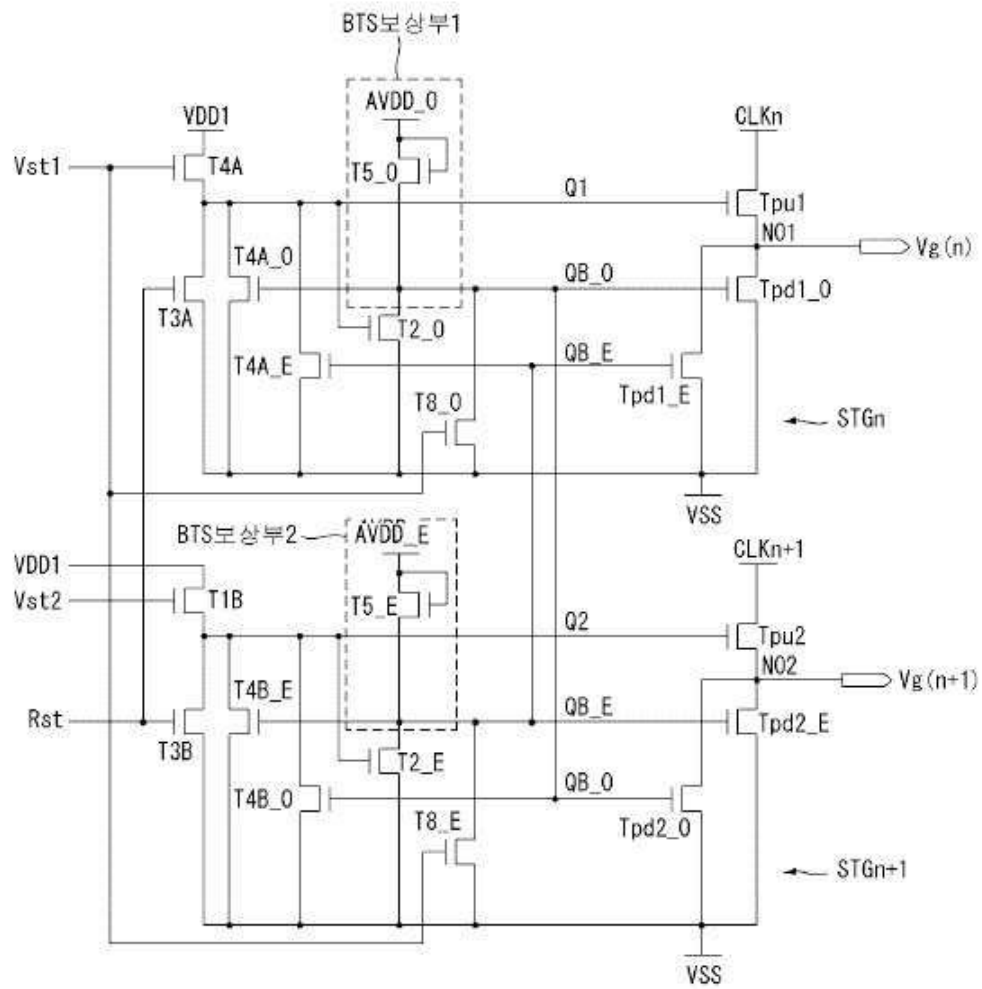 BTS보상부1
AVDD_O
VDD1
CLKn
Vst1
T4A
T5_O
Q1
Tpu1
NO1
Vg(n)
T4A_O
QB_O
Tpd1_O
T3A
T2_O
T4A_E
QB_E
Tpd1_E
T8_O
STGn
VSS
BTS보상부2
AVDD_E
VDD1
CLKn+1
Vst2
T1B
T5_E
Q2
Tpu2
NO2
Vg(n+1)
T4B_E
Rst
QB_E
Tpd2_E
T3B
T2_E
T4B_O
QB_O
Tpd2_O
T8_E
STGn+1
VSS